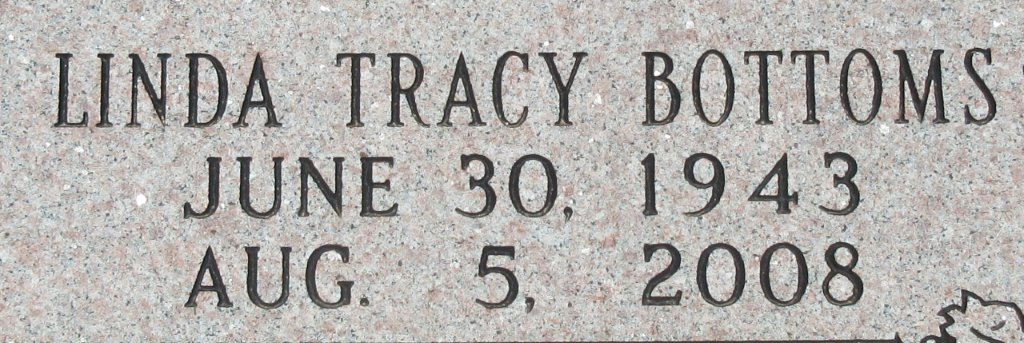 LINDA TRACY BOTTOMS
JUNE 30, 1943
AUG. 5, 2008